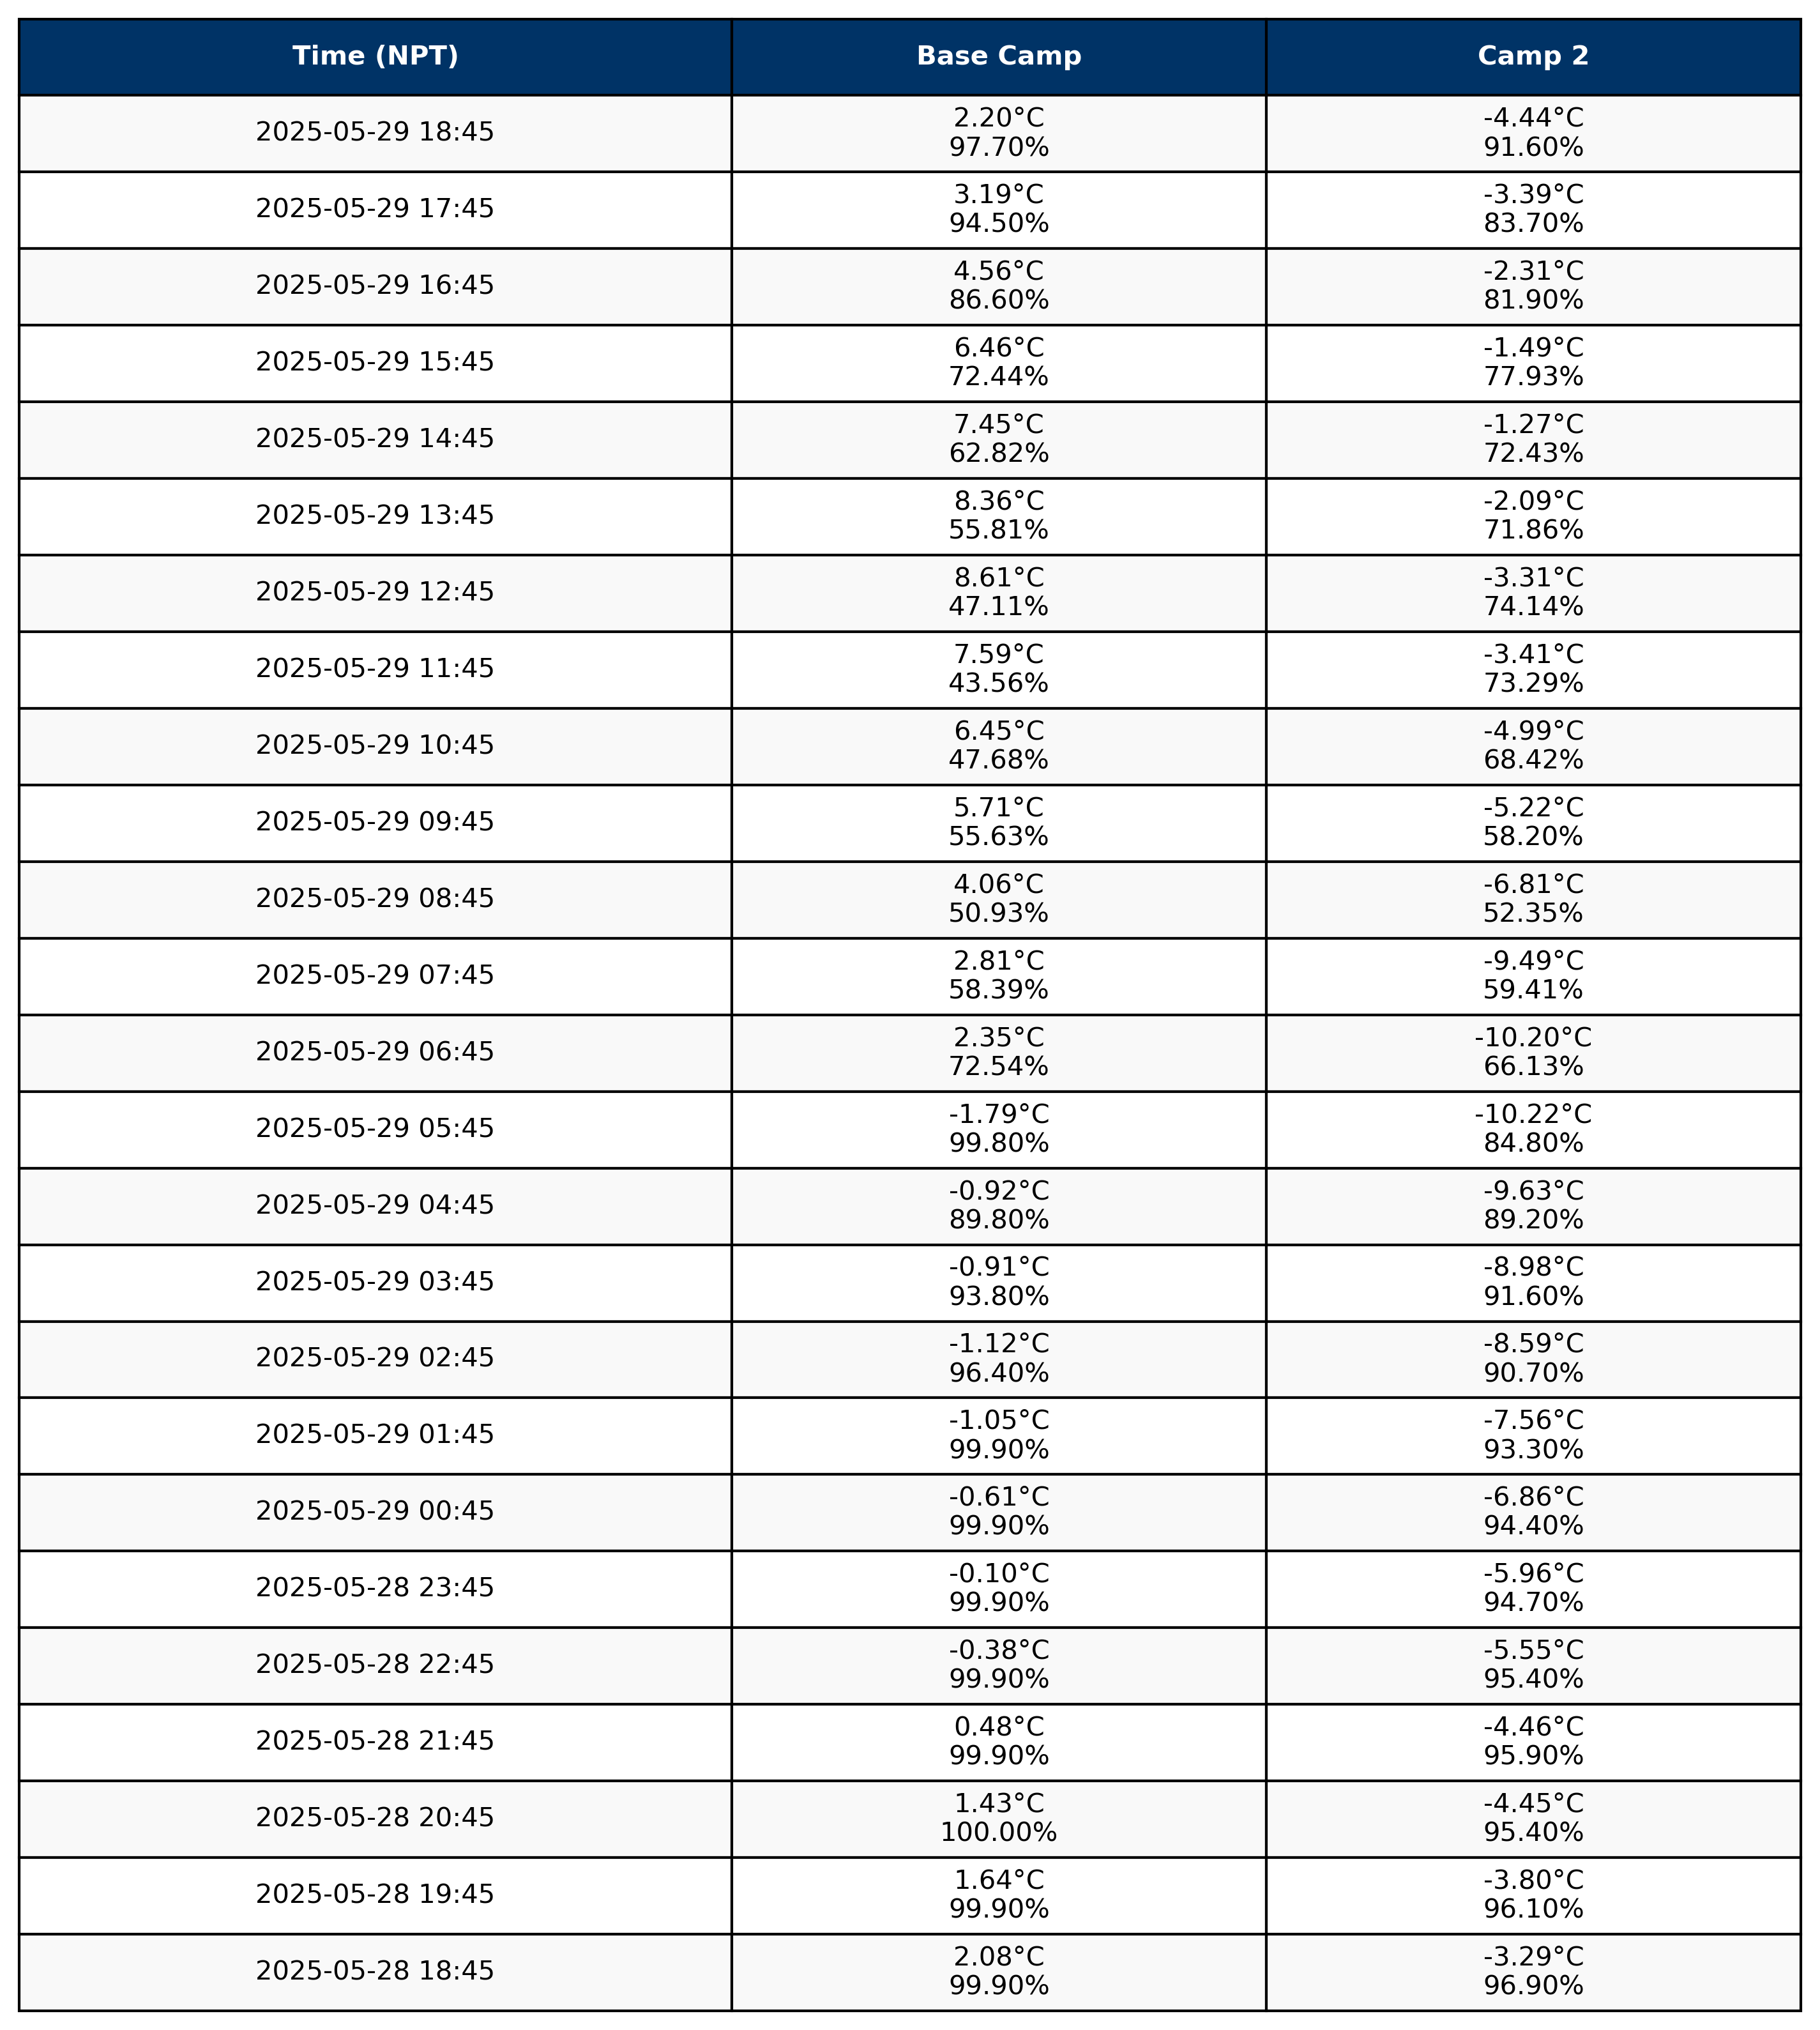 Time (NPT) Base Camp Camp 2
2025-05-29 18:45 2.20°C -4.44°C
97.70% 91.60%
2025-05-29 17:45 3.19°C -3.39°C
94.50% 83.70%
2025-05-29 16:45 4.56°C -2.31°C
86.60% 81.90%
2025-05-29 15:45 6.46°C -1.49°C
72.44% 77.93%
2025-05-29 14:45 7.45°C -1.27°C
62.82% 72.43%
2025-05-29 13:45 8.36°C -2.09°C
55.81% 71.86%
2025-05-29 12:45 8.61°C -3.31°C
47.11% 74.14%
2025-05-29 11:45 7.59°C -3.41°C
43.56% 73.29%
2025-05-29 10:45 6.45°C -4.99°C
47.68% 68.42%
2025-05-29 09:45 5.71°C -5.22°C
55.63% 58.20%
2025-05-29 08:45 4.06°C -6.81°C
50.93% 52.35%
2025-05-29 07:45 2.81°C -9.49°C
58.39% 59.41%
2025-05-29 06:45 2.35°C -10.20°C
72.54% 66.13%
2025-05-29 05:45 -1.79°C -10.22°C
99.80% 84.80%
2025-05-29 04:45 -0.92°C -9.63°C
89.80% 89.20%
2025-05-29 03:45 -0.91°C -8.98°C
93.80% 91.60%
2025-05-29 02:45 -1.12°C -8.59°C
96.40% 90.70%
2025-05-29 01:45 -1.05°C -7.56°C
99.90% 93.30%
2025-05-29 00:45 -0.61°C -6.86°C
99.90% 94.40%
2025-05-28 23:45 -0.10°C -5.96°C
99.90% 94.70%
2025-05-28 22:45 -0.38°C -5.55°C
99.90% 95.40%
2025-05-28 21:45 0.48°C -4.46°C
99.90% 95.90%
2025-05-28 20:45 1.43°C -4.45°C
100.00% 95.40%
2025-05-28 19:45 1.64°C -3.80°C
99.90% 96.10%
2025-05-28 18:45 2.08°C -3.29°C
99.90% 96.90%